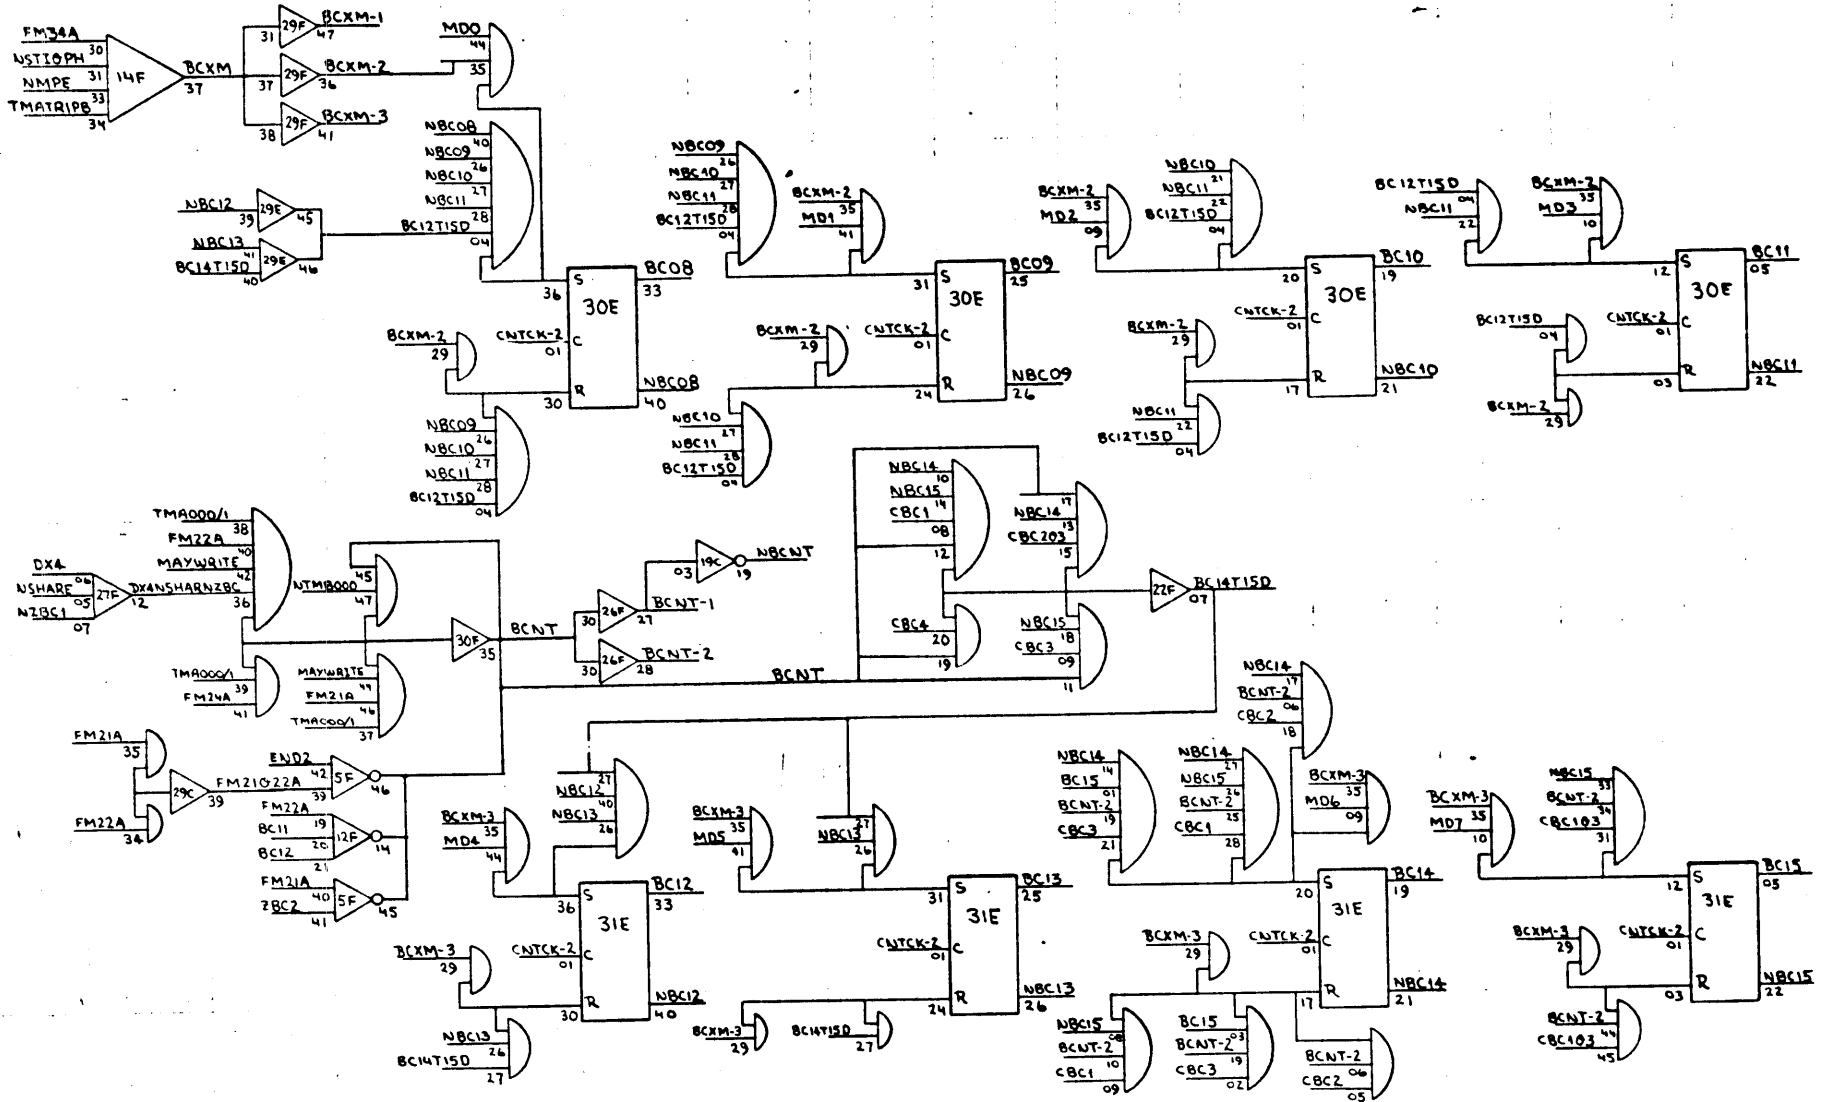 FM34A
30
NSTIOPH
31
NMPE
33
TMATRIPB
34
14F
BCXM
37
31
29F
BCXM-1
47
37
29F
BCXM-2
36
38
29F
BCXM-3
41
MD0
44
35
NBC08
40
NBC09
26
NBC10
27
NBC11
28
BC12T15D
04
NBC12
39
29E
45
NBC13
41
BC14T15D
40
29E
46
36
S
30E
BC08
33
CNTCK-2
01
C
BCXM-2
29
30
R
NBC08
40
NBC09
26
NBC10
27
NBC11
28
BC12T15D
04
NBC09
26
NBC10
27
NBC11
28
BC12T15D
04
BCXM-2
35
MD1
41
31
S
30E
BC09
25
BCXM-2
29
CNTCK-2
01
C
24
R
NBC09
26
NBC10
27
NBC11
28
BC12T15D
04
BCXM-2
35
MD2
09
NBC10
21
NBC11
22
BC12T15D
04
20
S
30E
BC10
19
CNTCK-2
01
C
BCXM-2
29
17
R
NBC10
21
NBC11
22
BC12T15D
04
BC12T15D
04
NBC11
22
BCXM-2
35
MD3
10
12
S
30E
BC11
05
BC12T15D
04
CNTCK-2
01
C
03
R
NBC11
22
BCXM-2
29
TMA000/1
38
FM22A
40
MAYWRITE
42
DX4
06
NSHARE
05
NZBC1
07
27F
12
DX4NSHARNZBC
36
45
NTMB000
47
TMA000/1
39
FM24A
41
MAYWRITE
44
FM21A
46
TMA000/1
37
30F
35
BCNT
30
26F
27
BCNT-1
03
19C
19
NBCNT
30
26F
28
BCNT-2
BCNT
NBC14
10
NBC15
14
CBC1
08
12
17
NBC14
13
CBC203
15
CBC4
20
19
NBC15
18
CBC3
09
11
22F
07
BC14T15D
FM21A
35
FM22A
34
29C
39
FM21022A
END2
42
39
5F
46
FM22A
19
BC11
20
BC12
21
12F
14
FM21A
40
ZBC2
41
5F
45
BCXM-3
35
MD4
44
27
NBC12
40
NBC13
26
36
S
31E
BC12
33
BCXM-3
29
CNTCK-2
01
C
30
R
NBC12
40
NBC13
26
BC14T15D
27
BCXM-3
35
MD5
41
27
NBC13
26
31
S
31E
BC13
25
CNTCK-2
01
C
24
R
NBC13
26
BCXM-3
29
BC14T15D
27
NBC14
14
BC15
01
BCNT-2
19
CBC3
21
NBC14
27
NBC15
26
BCNT-2
25
CBC1
28
NBC14
17
BCNT-2
06
CBC2
18
BCXM-3
35
MD6
09
20
S
31E
BC14
19
BCXM-3
29
CNTCK-2
01
C
17
R
NBC14
21
NBC15
08
BCNT-2
10
CBC1
09
BC15
03
BCNT-2
19
CBC3
02
BCNT-2
06
CBC2
05
BCXM-3
35
MD7
10
NBC15
33
BCNT-2
34
CBC103
31
12
S
31E
BC15
05
BCXM-3
29
CNTCK-2
01
C
03
R
NBC15
22
BCNT-2
44
CBC103
45